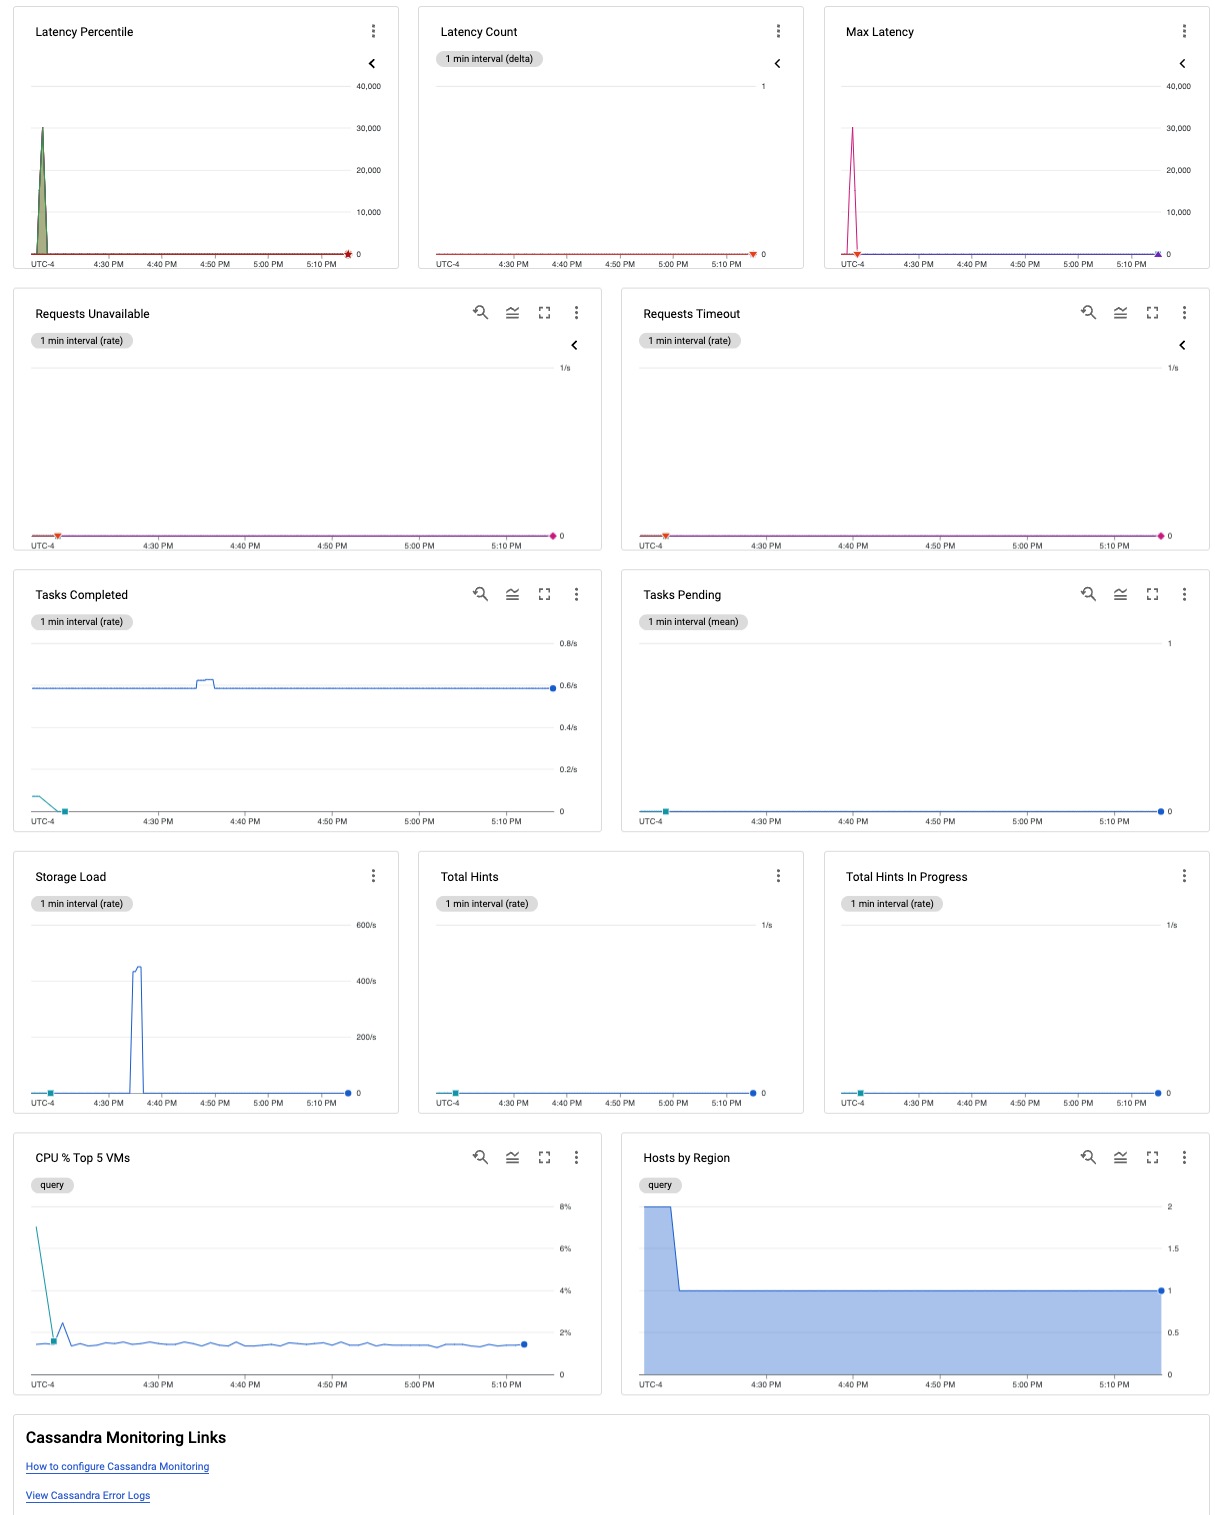 Latency Percentile
40,000
30,000
20,000
10,000
0
UTC-4 4:30 PM 4:40 PM 4:50 PM 5:00 PM 5:10 PM
Latency Count
1 min interval (delta)
1
0
UTC-4 4:30 PM 4:40 PM 4:50 PM 5:00 PM 5:10 PM
Max Latency
40,000
30,000
20,000
10,000
0
UTC-4 4:30 PM 4:40 PM 4:50 PM 5:00 PM 5:10 PM
Requests Unavailable
1 min interval (rate)
1/s
0
UTC-4 4:30 PM 4:40 PM 4:50 PM 5:00 PM 5:10 PM
Requests Timeout
1 min interval (rate)
1/s
0
UTC-4 4:30 PM 4:40 PM 4:50 PM 5:00 PM 5:10 PM
Tasks Completed
1 min interval (rate)
0.8/s
0.6/s
0.4/s
0.2/s
0
UTC-4 4:30 PM 4:40 PM 4:50 PM 5:00 PM 5:10 PM
Tasks Pending
1 min interval (mean)
1
0
UTC-4 4:30 PM 4:40 PM 4:50 PM 5:00 PM 5:10 PM
Storage Load
1 min interval (rate)
600/s
400/s
200/s
0
UTC-4 4:30 PM 4:40 PM 4:50 PM 5:00 PM 5:10 PM
Total Hints
1 min interval (rate)
1/s
0
UTC-4 4:30 PM 4:40 PM 4:50 PM 5:00 PM 5:10 PM
Total Hints In Progress
1 min interval (rate)
1/s
0
UTC-4 4:30 PM 4:40 PM 4:50 PM 5:00 PM 5:10 PM
CPU % Top 5 VMs
query
8%
6%
4%
2%
0
UTC-4 4:30 PM 4:40 PM 4:50 PM 5:00 PM 5:10 PM
Hosts by Region
query
2
1.5
1
0.5
0
UTC-4 4:30 PM 4:40 PM 4:50 PM 5:00 PM 5:10 PM
Cassandra Monitoring Links
How to configure Cassandra Monitoring
View Cassandra Error Logs